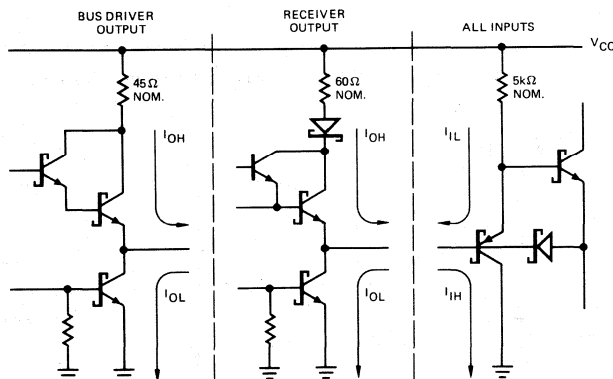 BUS DRIVER
OUTPUT
RECEIVER
OUTPUT
ALL INPUTS
VCC
45Ω
NOM.
60Ω
NOM.
5kΩ
NOM.
IOH
IOH
IIL
IOL
IOL
IIH